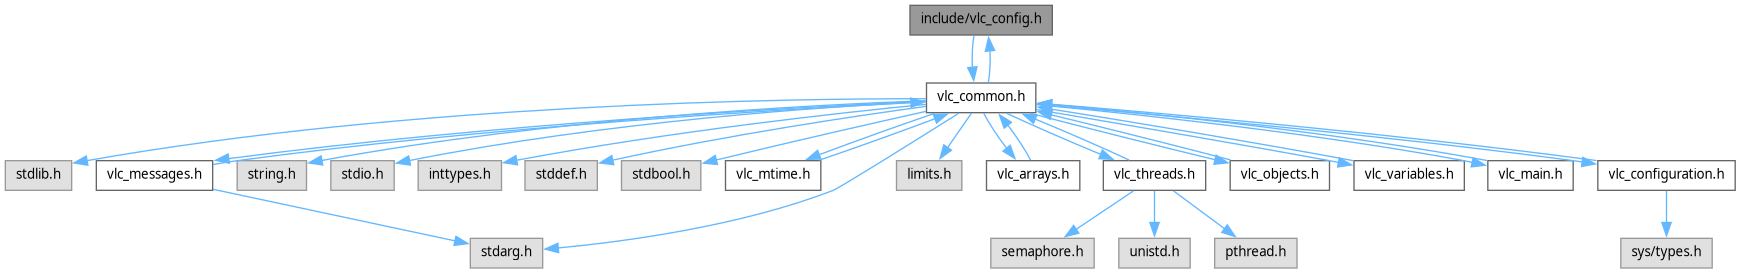 include/vlc_config.h
vlc_common.h
stdlib.h
vlc_messages.h
string.h
stdio.h
inttypes.h
stddef.h
stdbool.h
vlc_mtime.h
limits.h
vlc_arrays.h
vlc_threads.h
vlc_objects.h
vlc_variables.h
vlc_main.h
vlc_configuration.h
stdarg.h
semaphore.h
unistd.h
pthread.h
sys/types.h